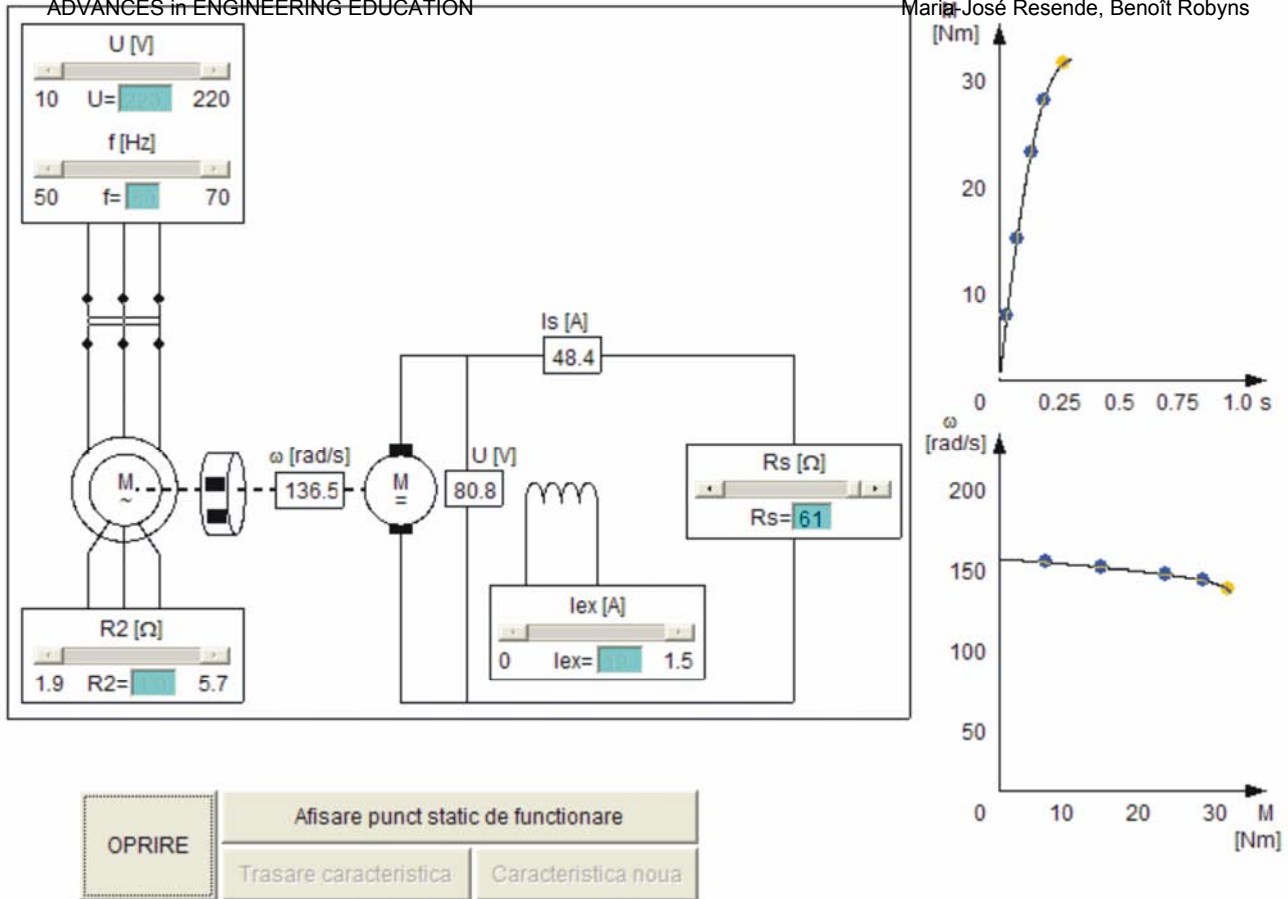 ADVANCES in ENGINEERING EDUCATION
Maria-José Resende, Benoît Robyns
U [V]
10 U= 220 220
f [Hz]
50 f= 70
Is [A]
48.4
ω [rad/s]
136.5
M
~
M
=
U [V]
80.8
Rs [Ω]
Rs= 61
Iex [A]
0 Iex= 1.5
R2 [Ω]
1.9 R2= 5.7
M
[Nm]
30
20
10
0 0.25 0.5 0.75 1.0 s
ω
[rad/s]
200
150
100
50
0 10 20 30 M
[Nm]
OPRIRE
Afisare punct static de functionare
Trasare caracteristica
Caracteristica noua